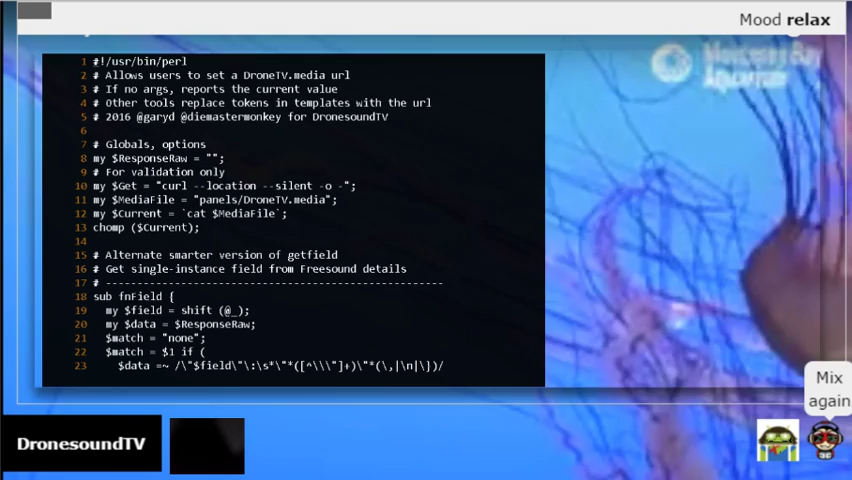 Mood relax
Monterey Bay
Aquarium
1 #!/usr/bin/perl
2 # Allows users to set a DroneTV.media url
3 # If no args, reports the current value
4 # Other tools replace tokens in templates with the url
5 # 2016 @garyd @diemastermonkey for DronesoundTV
6
7 # Globals, options
8 my $ResponseRaw = "";
9 # For validation only
10 my $Get = "curl --location --silent -o -";
11 my $MediaFile = "panels/DroneTV.media";
12 my $Current = `cat $MediaFile`;
13 chomp ($Current);
14
15 # Alternate smarter version of getfield
16 # Get single-instance field from Freesound details
17 # ------------------------------------------------------
18 sub fnField {
19 my $field = shift (@_);
20 my $data = $ResponseRaw;
21 $match = "none";
22 $match = $1 if (
23 $data =~ /\"$field\"\:\s*\"*([^\\\"]+)\"*(\,|\n|\})/
Mix
again
DronesoundTV